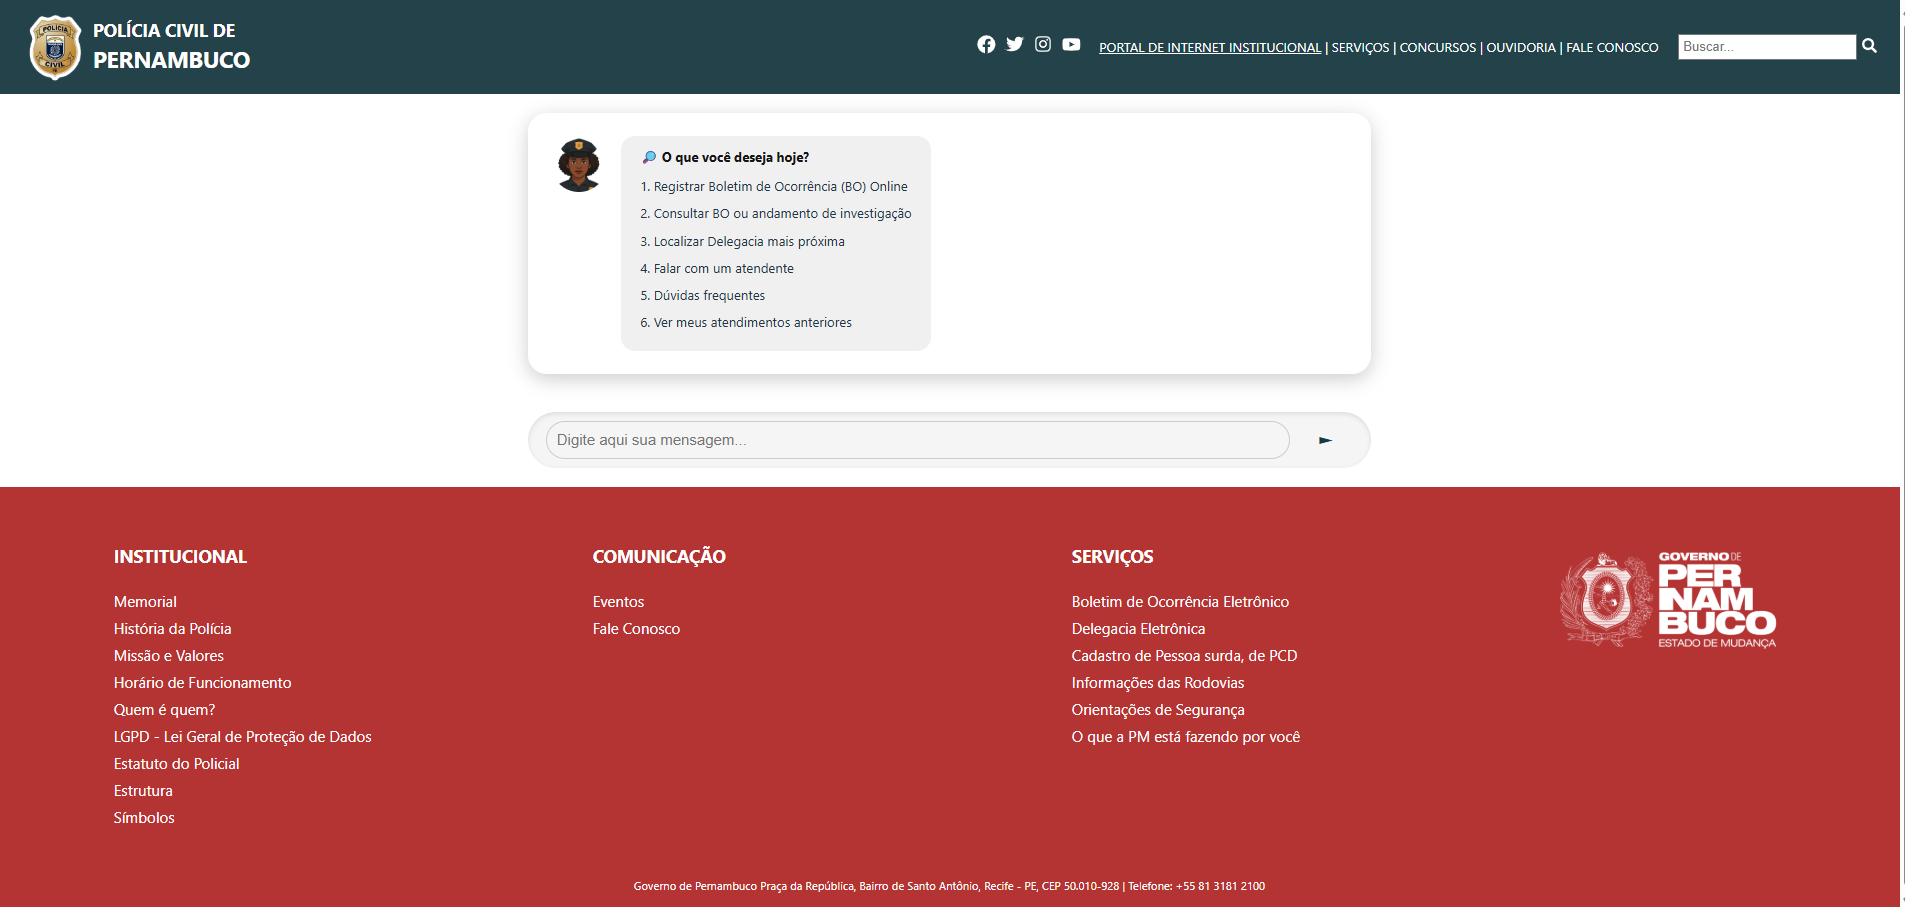 POLÍCIA CIVIL DE
PERNAMBUCO
POLICIA
CIVIL
PORTAL DE INTERNET INSTITUCIONAL | SERVIÇOS | CONCURSOS | OUVIDORIA | FALE CONOSCO
Buscar...
🔎 O que você deseja hoje?
1. Registrar Boletim de Ocorrência (BO) Online
2. Consultar BO ou andamento de investigação
3. Localizar Delegacia mais próxima
4. Falar com um atendente
5. Dúvidas frequentes
6. Ver meus atendimentos anteriores
Digite aqui sua mensagem...
INSTITUCIONAL
Memorial
História da Polícia
Missão e Valores
Horário de Funcionamento
Quem é quem?
LGPD - Lei Geral de Proteção de Dados
Estatuto do Policial
Estrutura
Símbolos
COMUNICAÇÃO
Eventos
Fale Conosco
SERVIÇOS
Boletim de Ocorrência Eletrônico
Delegacia Eletrônica
Cadastro de Pessoa surda, de PCD
Informações das Rodovias
Orientações de Segurança
O que a PM está fazendo por você
GOVERNO DE
PER
NAM
BUCO
ESTADO DE MUDANÇA
Governo de Pernambuco Praça da República, Bairro de Santo Antônio, Recife - PE, CEP 50.010-928 | Telefone: +55 81 3181 2100